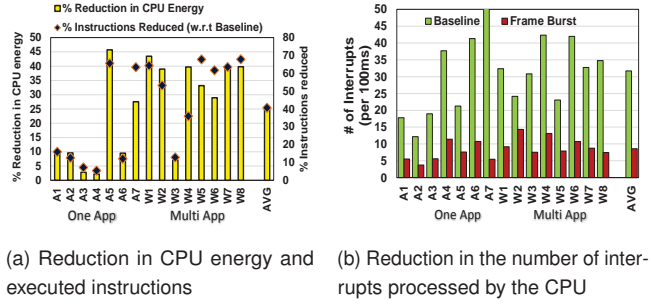 % Reduction in CPU Energy
% Instructions Reduced (w.r.t Baseline)
% Reduction in CPU energy
50
45
40
35
30
25
20
15
10
5
0
80
70
60
50
40
30
20
10
0
% Instructions reduced
A1 A2 A3 A4 A5 A6 A7 W1 W2 W3 W4 W5 W6 W7 W8 AVG
One App Multi App
(a) Reduction in CPU energy and
executed instructions
Baseline Frame Burst
# of Interrupts
(per 100ms)
50
45
40
35
30
25
20
15
10
5
0
A1 A2 A3 A4 A5 A6 A7 W1 W2 W3 W4 W5 W6 W7 W8 AVG
One App Multi App
(b) Reduction in the number of inter-
rupts processed by the CPU